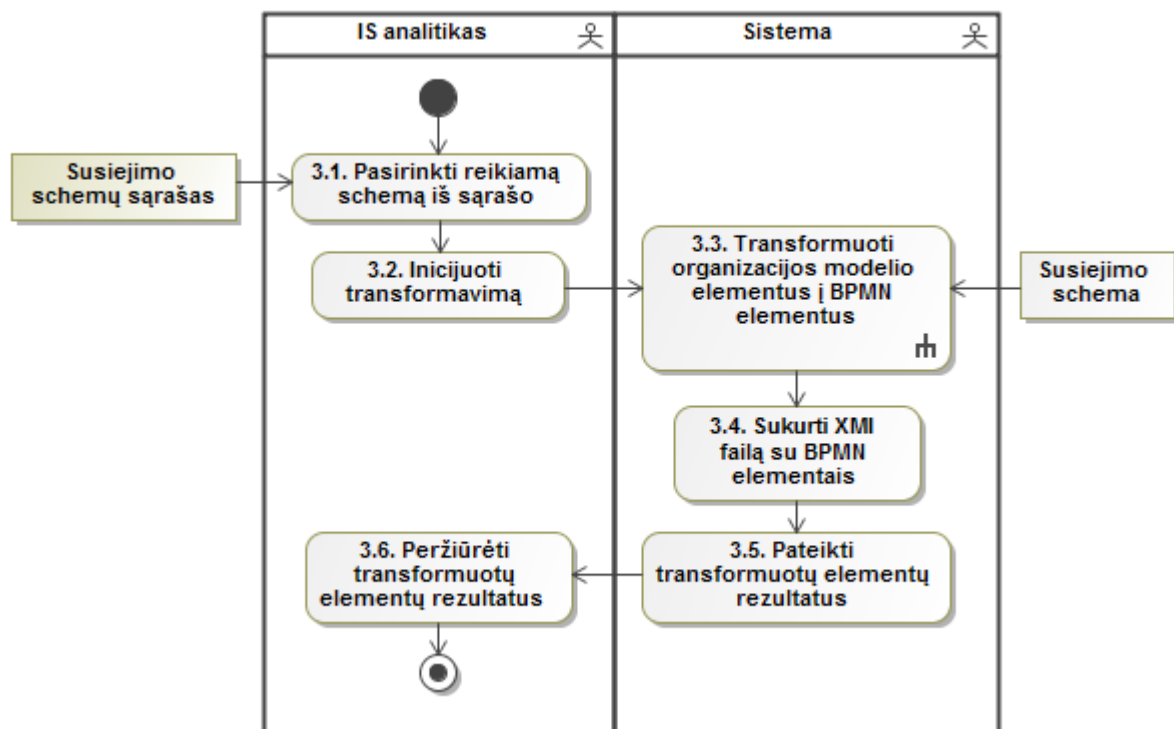 IS analitikas
Sistema
Susiejimo
schemų sąrašas
3.1. Pasirinkti reikiamą
schemą iš sąrašo
3.2. Inicijuoti
transformavimą
3.3. Transformuoti
organizacijos modelio
elementus į BPMN
elementus
Susiejimo
schema
3.4. Sukurti XMI
failą su BPMN
elementais
3.6. Peržiūrėti
transformuotų
elementų rezultatus
3.5. Pateikti
transformuotų elementų
rezultatus